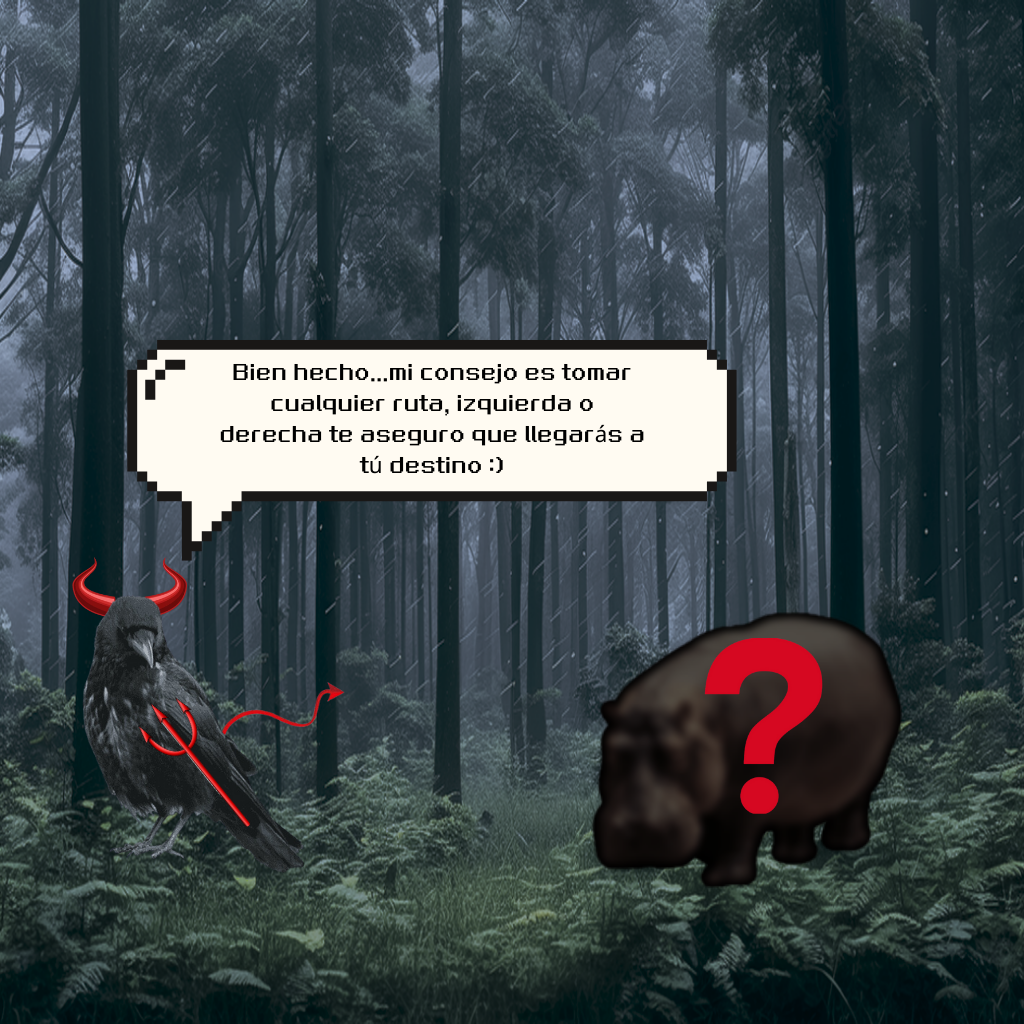 Bien hecho...mi consejo es tomar
cualquier ruta, izquierda o
derecha te aseguro que llegarás a
tú destino :)
?